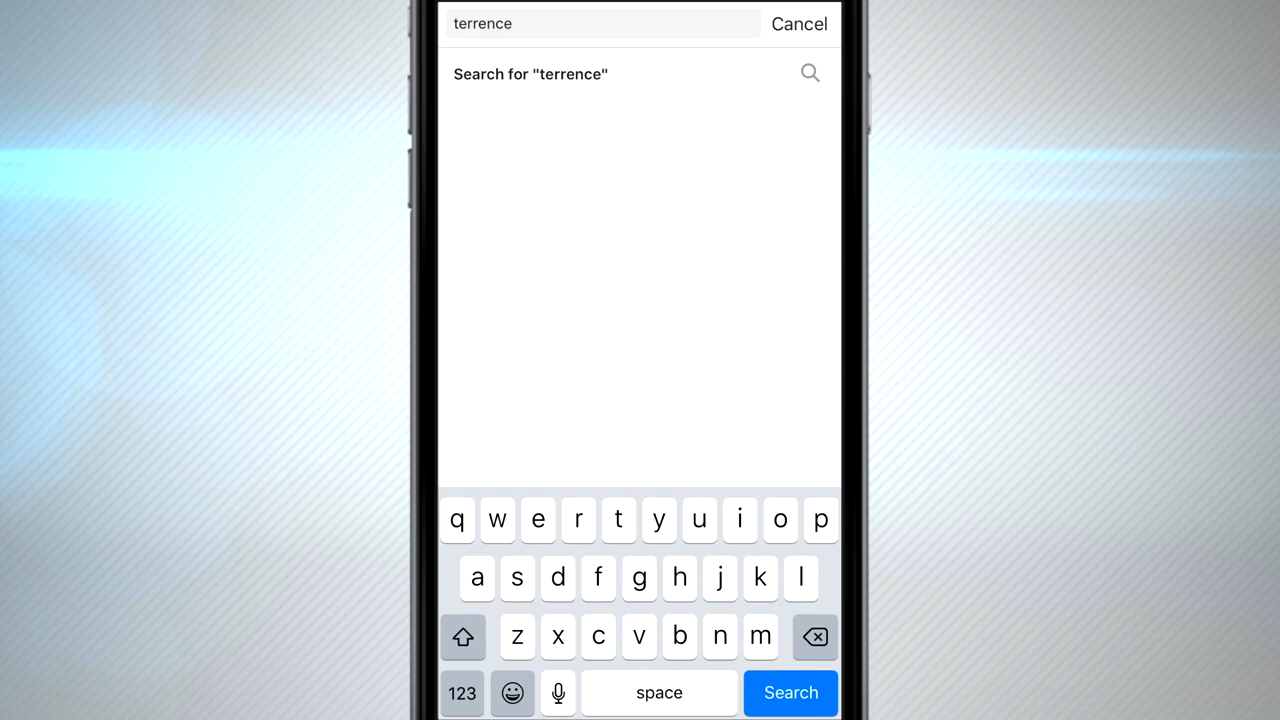 terrence Cancel
Search for "terrence"
q w e r t y u i o p
a s d f g h j k l
z x c v b n m
123 space Search